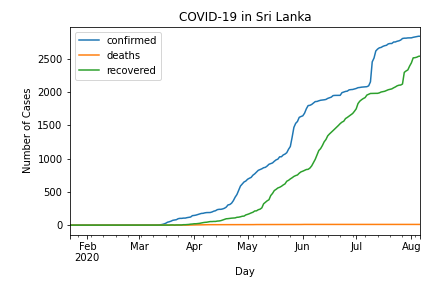 COVID-19 in Sri Lanka
confirmed
deaths
recovered
Number of Cases
2500
2000
1500
1000
500
0
Feb
2020
Mar
Apr
May
Jun
Jul
Aug
Day